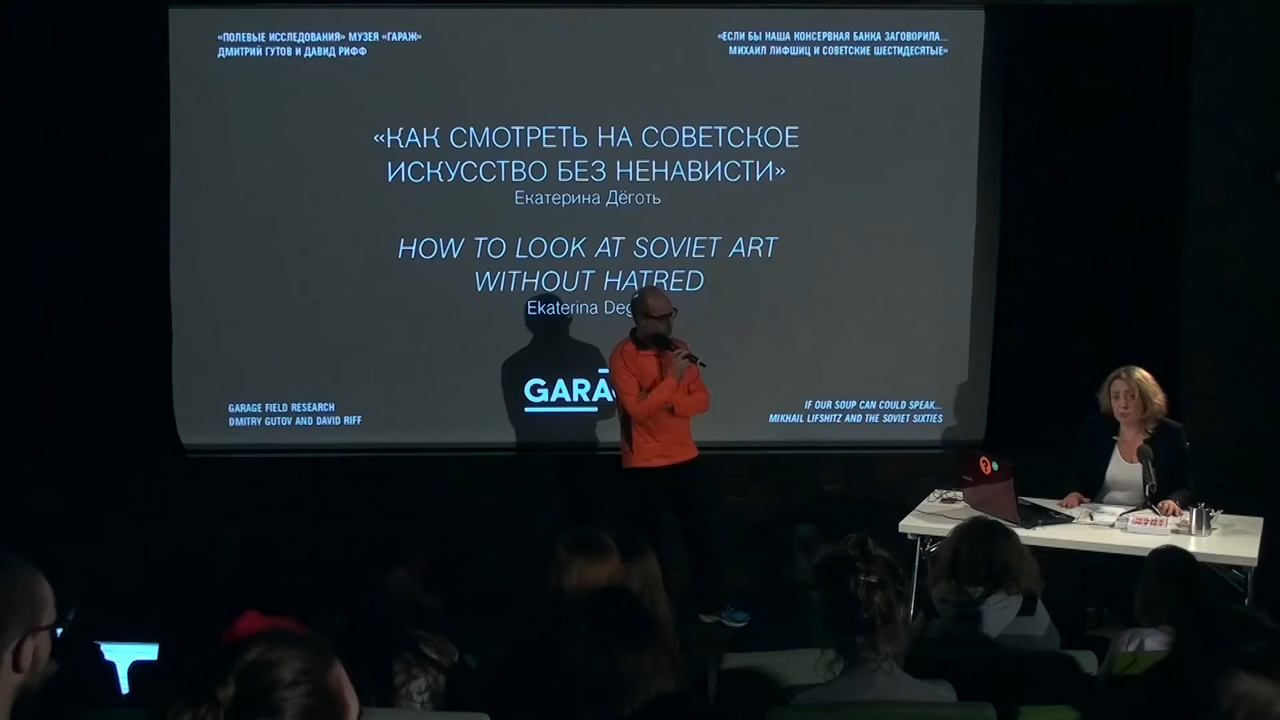 «ПОЛЕВЫЕ ИССЛЕДОВАНИЯ» МУЗЕЯ «ГАРАЖ»
ДМИТРИЙ ГУТОВ И ДАВИД РИФФ
«ЕСЛИ БЫ НАША КОНСЕРВНАЯ БАНКА ЗАГОВОРИЛА...
МИХАИЛ ЛИФШИЦ И СОВЕТСКИЕ ШЕСТИДЕСЯТЫЕ»
«КАК СМОТРЕТЬ НА СОВЕТСКОЕ
ИСКУССТВО БЕЗ НЕНАВИСТИ»
Екатерина Дёготь
HOW TO LOOK AT SOVIET ART
WITHOUT HATRED
Ekaterina
GARAGE FIELD RESEARCH
DMITRY GUTOV AND DAVID RIFF
IF OUR SOUP CAN COULD SPEAK...
MIKHAIL LIFSHITZ AND THE SOVIET SIXTIES